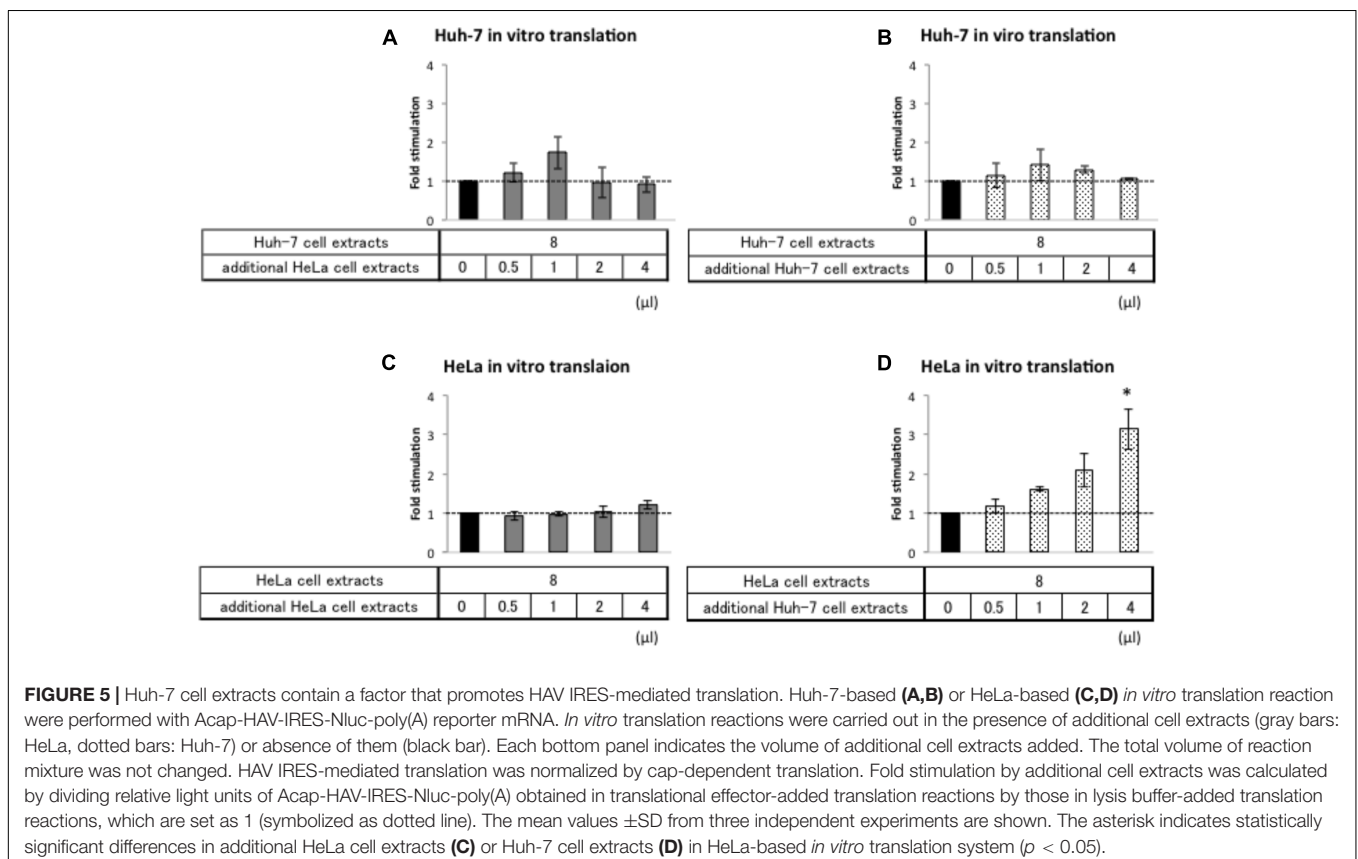 A
Huh-7 in vitro translation
Fold stimulation
4
3
2
1
0
Huh-7 cell extracts 8
additional HeLa cell extracts 0 0.5 1 2 4
(µl)
B
Huh-7 in viro translation
Fold stimulation
4
3
2
1
0
Huh-7 cell extracts 8
additional Huh-7 cell extracts 0 0.5 1 2 4
(µl)
C
HeLa in vitro translaion
Fold stimulation
4
3
2
1
0
HeLa cell extracts 8
additional HeLa cell extracts 0 0.5 1 2 4
(µl)
D
HeLa in vitro translation
Fold stimulation
4
3
2
1
0
*
HeLa cell extracts 8
additional Huh-7 cell extracts 0 0.5 1 2 4
(µl)
FIGURE 5 | Huh-7 cell extracts contain a factor that promotes HAV IRES-mediated translation. Huh-7-based (A,B) or HeLa-based (C,D) in vitro translation reaction
were performed with Acap-HAV-IRES-Nluc-poly(A) reporter mRNA. In vitro translation reactions were carried out in the presence of additional cell extracts (gray bars:
HeLa, dotted bars: Huh-7) or absence of them (black bar). Each bottom panel indicates the volume of additional cell extracts added. The total volume of reaction
mixture was not changed. HAV IRES-mediated translation was normalized by cap-dependent translation. Fold stimulation by additional cell extracts was calculated
by dividing relative light units of Acap-HAV-IRES-Nluc-poly(A) obtained in translational effector-added translation reactions by those in lysis buffer-added translation
reactions, which are set as 1 (symbolized as dotted line). The mean values ±SD from three independent experiments are shown. The asterisk indicates statistically
significant differences in additional HeLa cell extracts (C) or Huh-7 cell extracts (D) in HeLa-based in vitro translation system (p < 0.05).